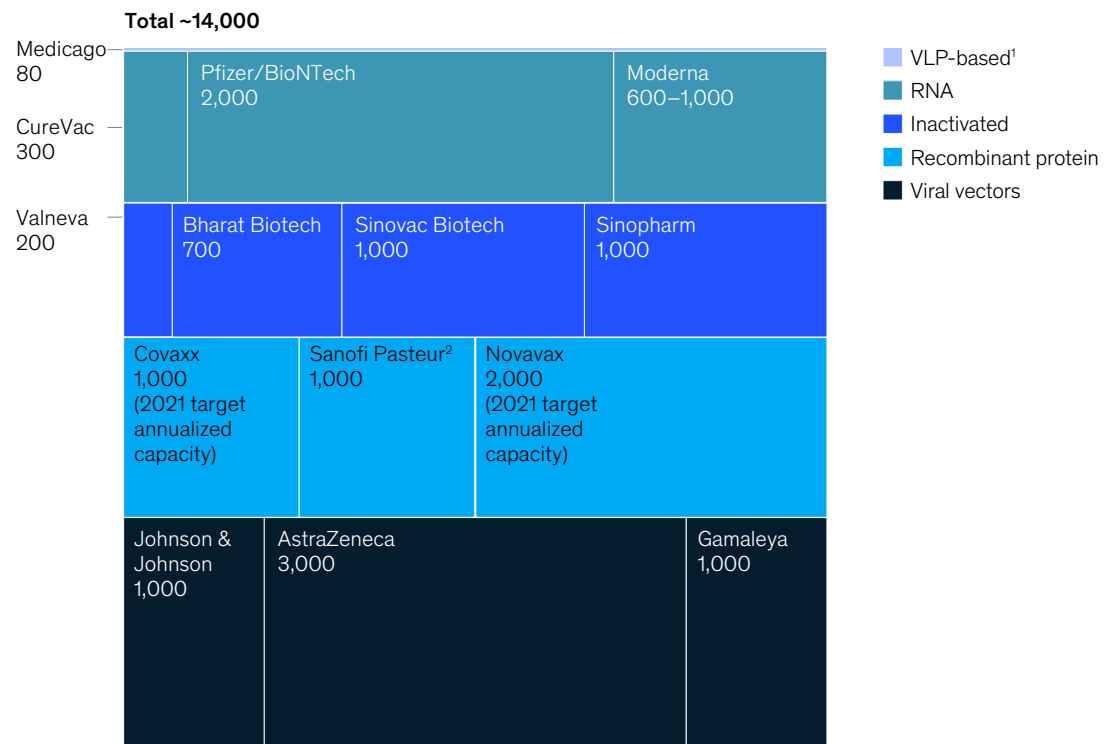 Total ~14,000
Medicago
80
Pfizer/BioNTech
2,000
Moderna
600–1,000
CureVac
300
Valneva
200
Bharat Biotech
700
Sinovac Biotech
1,000
Sinopharm
1,000
Covaxx
1,000
(2021 target
annualized
capacity)
Sanofi Pasteur²
1,000
Novavax
2,000
(2021 target
annualized
capacity)
Johnson &
Johnson
1,000
AstraZeneca
3,000
Gamaleya
1,000
VLP-based¹
RNA
Inactivated
Recombinant protein
Viral vectors